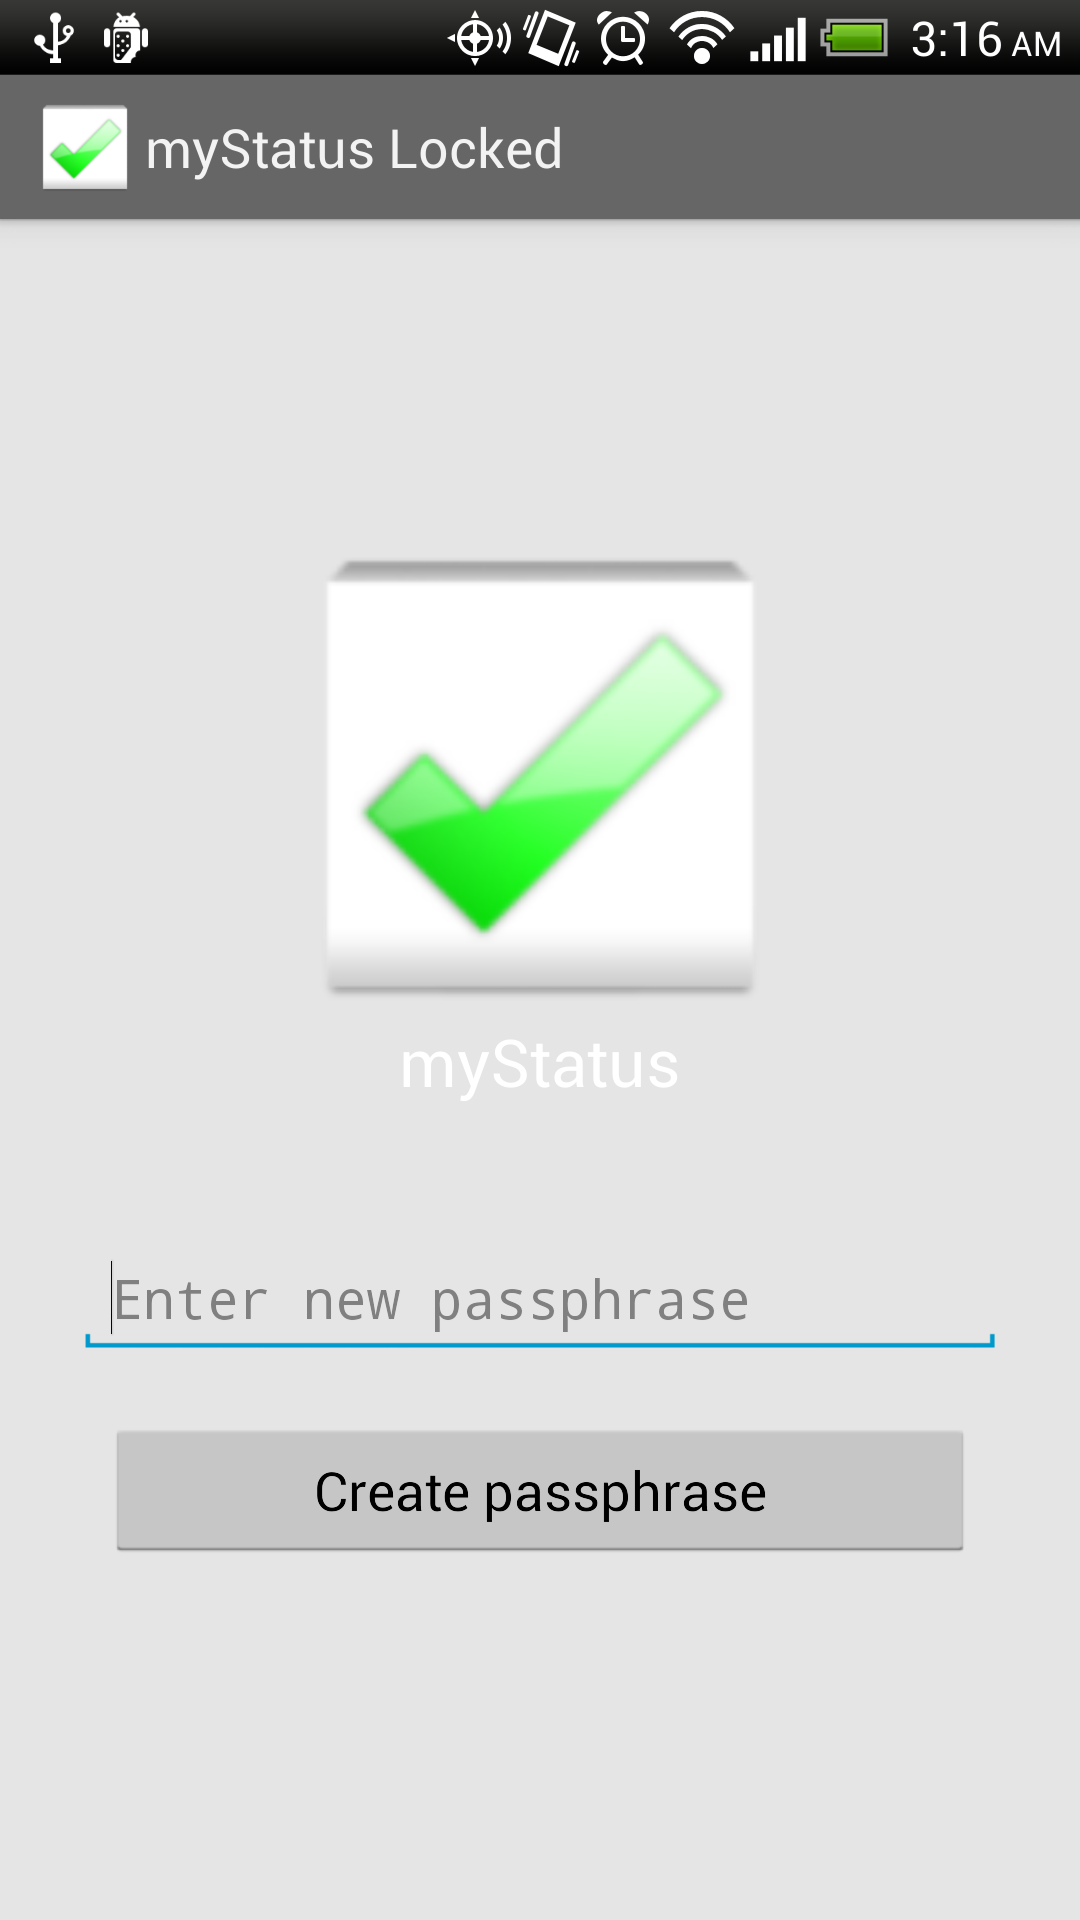 3:16 AM
myStatus Locked
myStatus
Enter new passphrase
Create passphrase